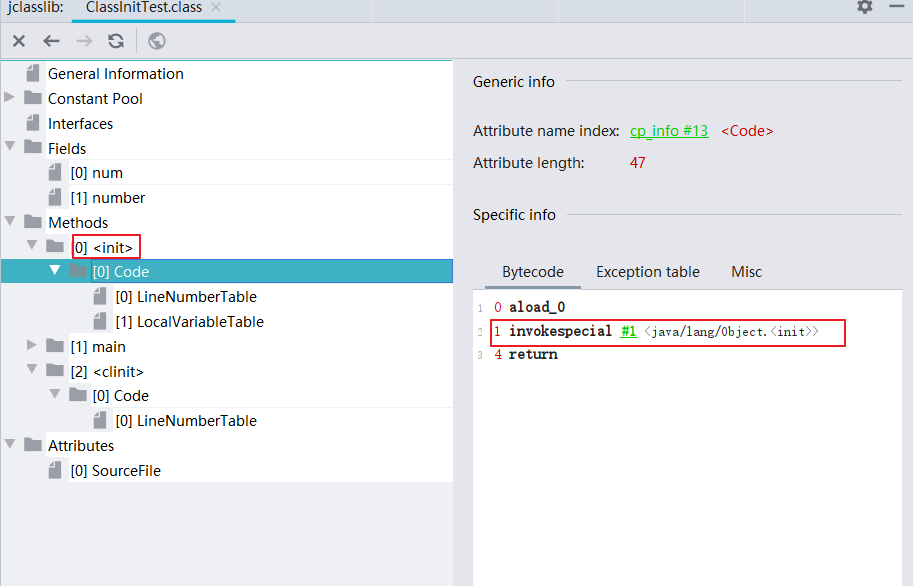 jclasslib: ClassInitTest.class
General Information
Constant Pool
Interfaces
Fields
[0] num
[1] number
Methods
[0] <init>
[0] Code
[0] LineNumberTable
[1] LocalVariableTable
[1] main
[2] <clinit>
[0] Code
[0] LineNumberTable
Attributes
[0] SourceFile
Generic info
Attribute name index: cp_info #13 <Code>
Attribute length: 47
Specific info
Bytecode Exception table Misc
1 0 aload_0
2 1 invokespecial #1 <java/lang/Object.<init>>
3 4 return